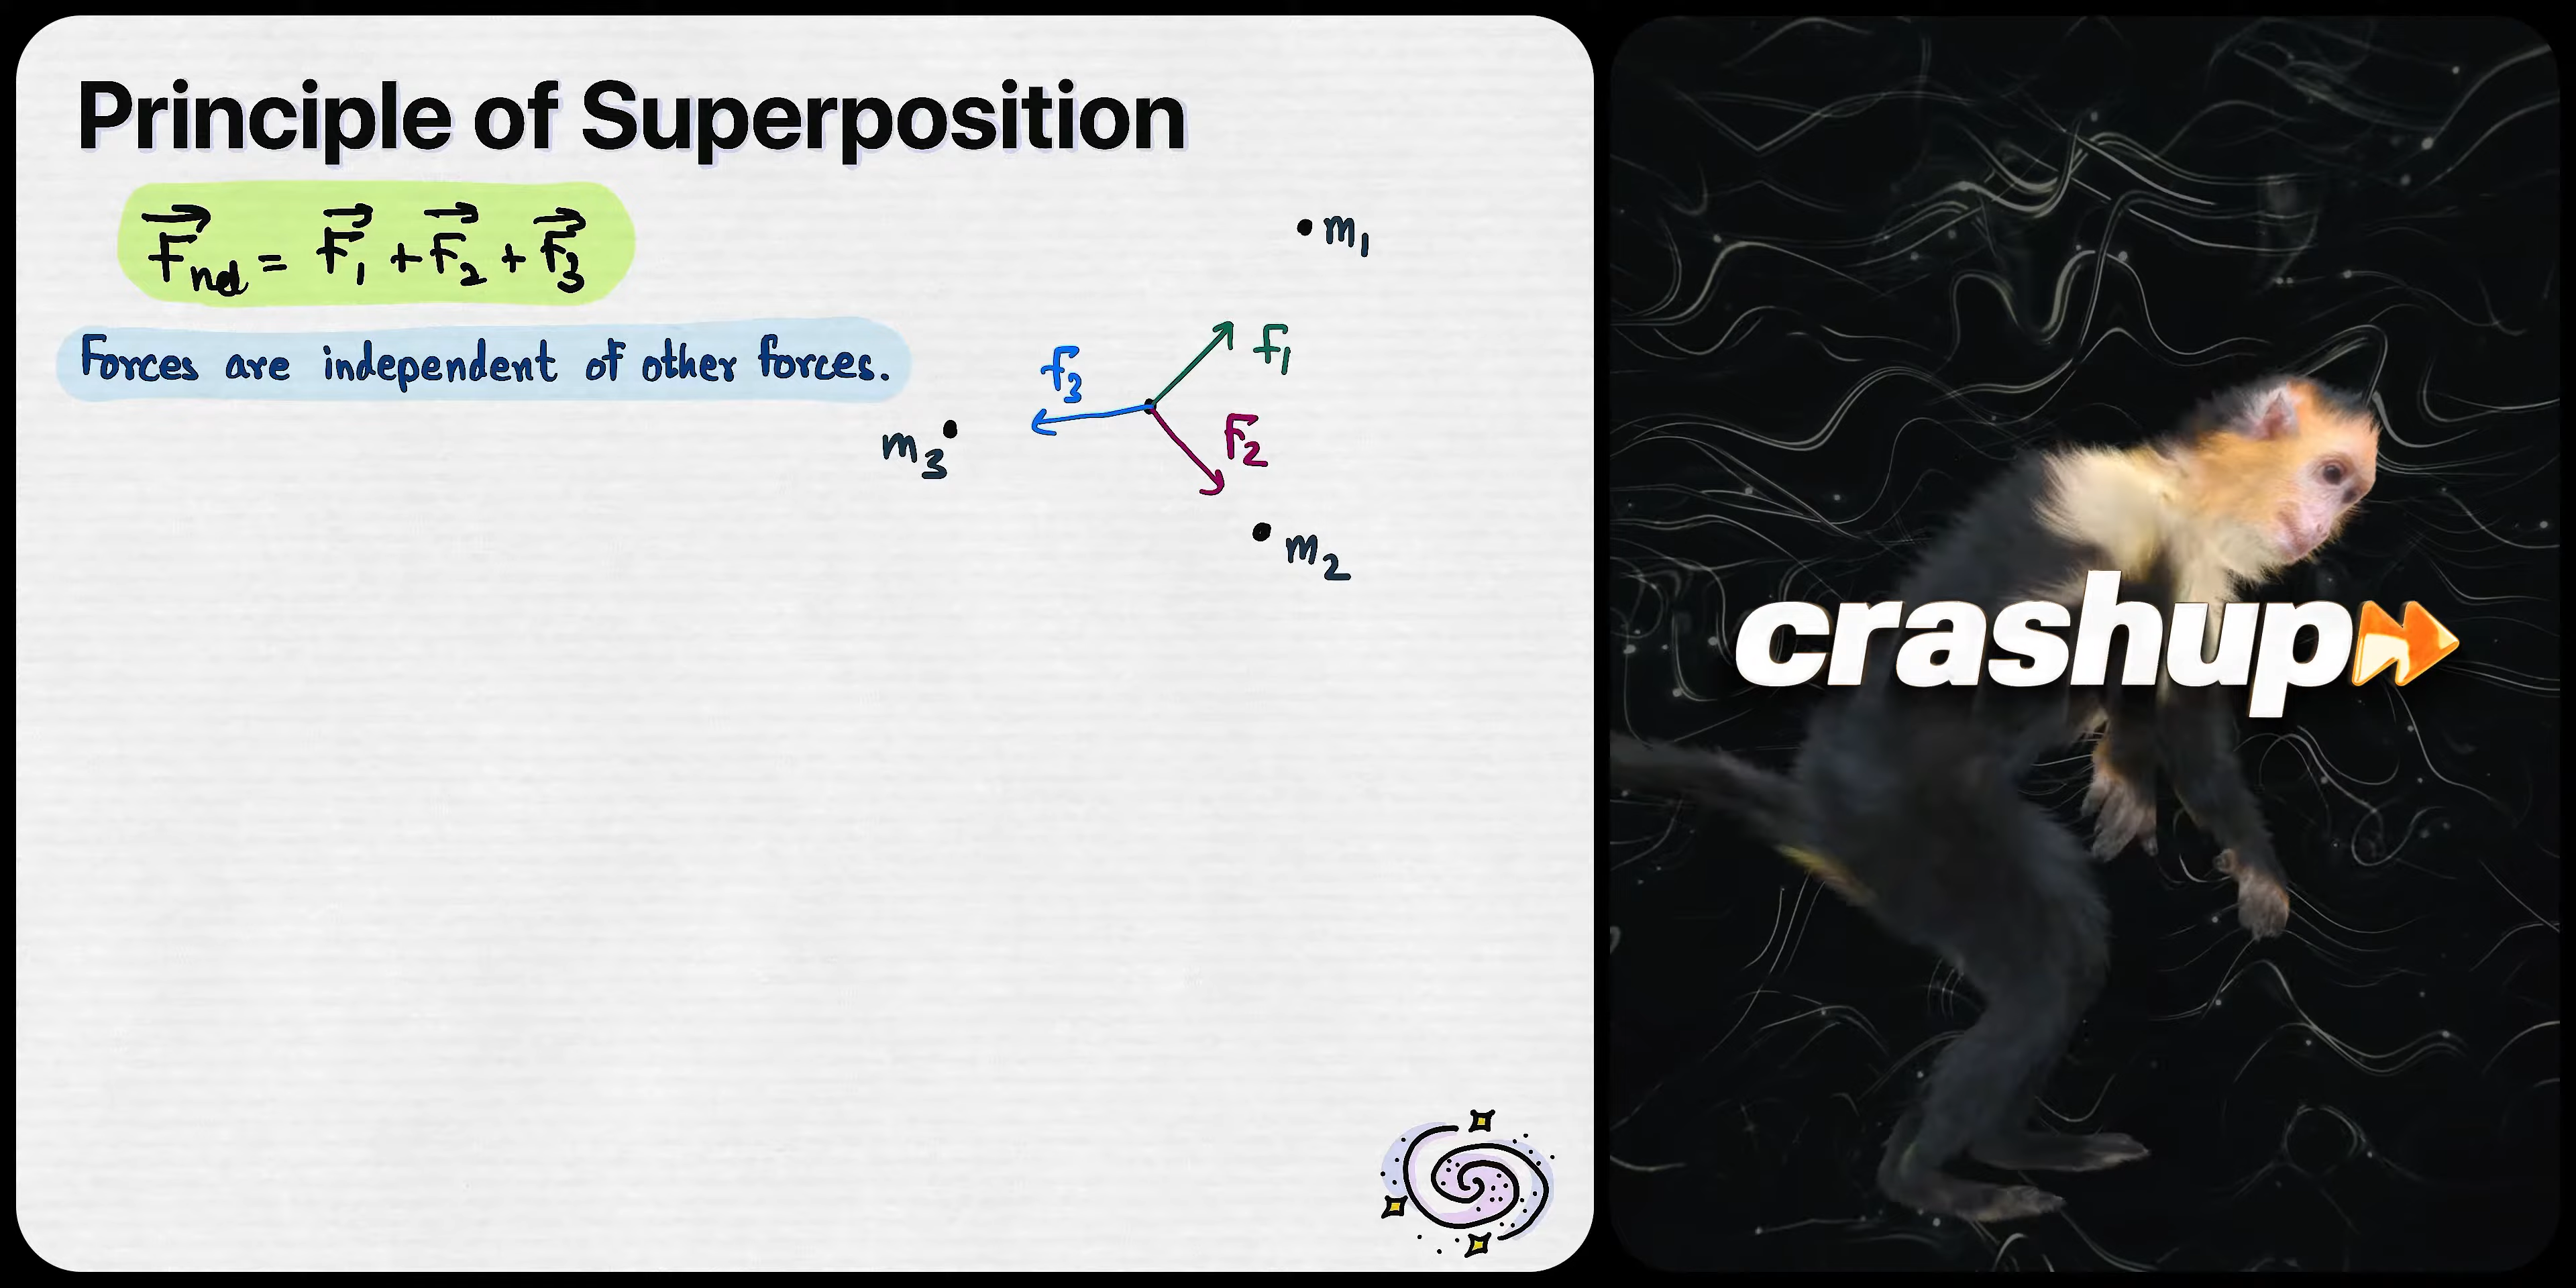 Principle of Superposition
F⃗net = F⃗₁ + F⃗₂ + F⃗₃
Forces are independent of other forces.
m₁
f₁
f₃
F₂
m₃
m₂
crashup